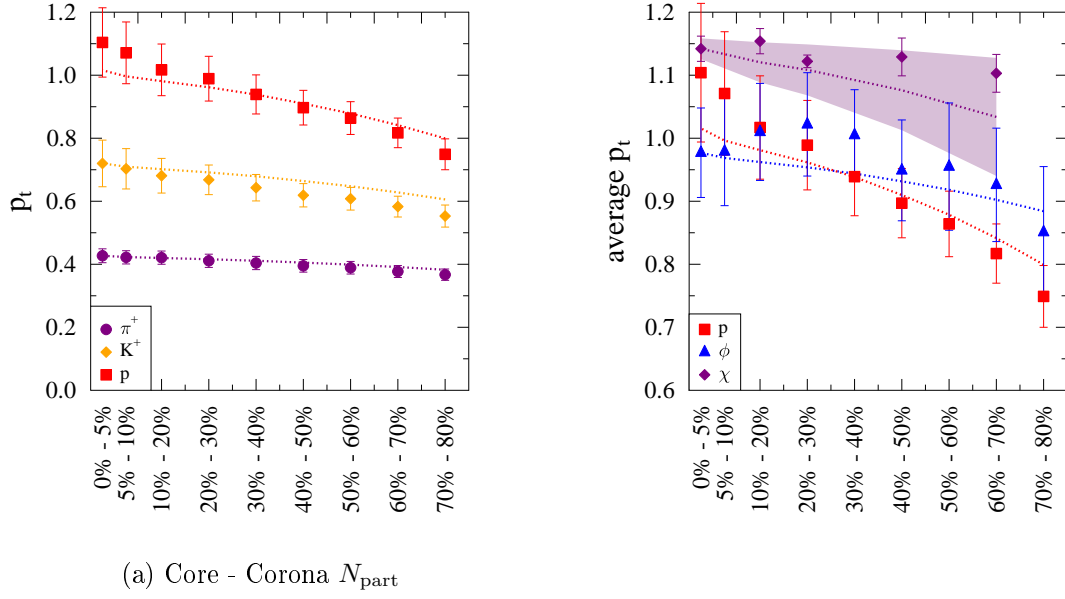 1.2
1.0
0.8
0.6
0.4
0.2
0.0
p_t
π⁺
K⁺
p
0% - 5%
5% - 10%
10% - 20%
20% - 30%
30% - 40%
40% - 50%
50% - 60%
60% - 70%
70% - 80%
1.2
1.1
1.0
0.9
0.8
0.7
0.6
average p_t
p
ϕ
χ
0% - 5%
5% - 10%
10% - 20%
20% - 30%
30% - 40%
40% - 50%
50% - 60%
60% - 70%
70% - 80%
(a) Core - Corona N_part